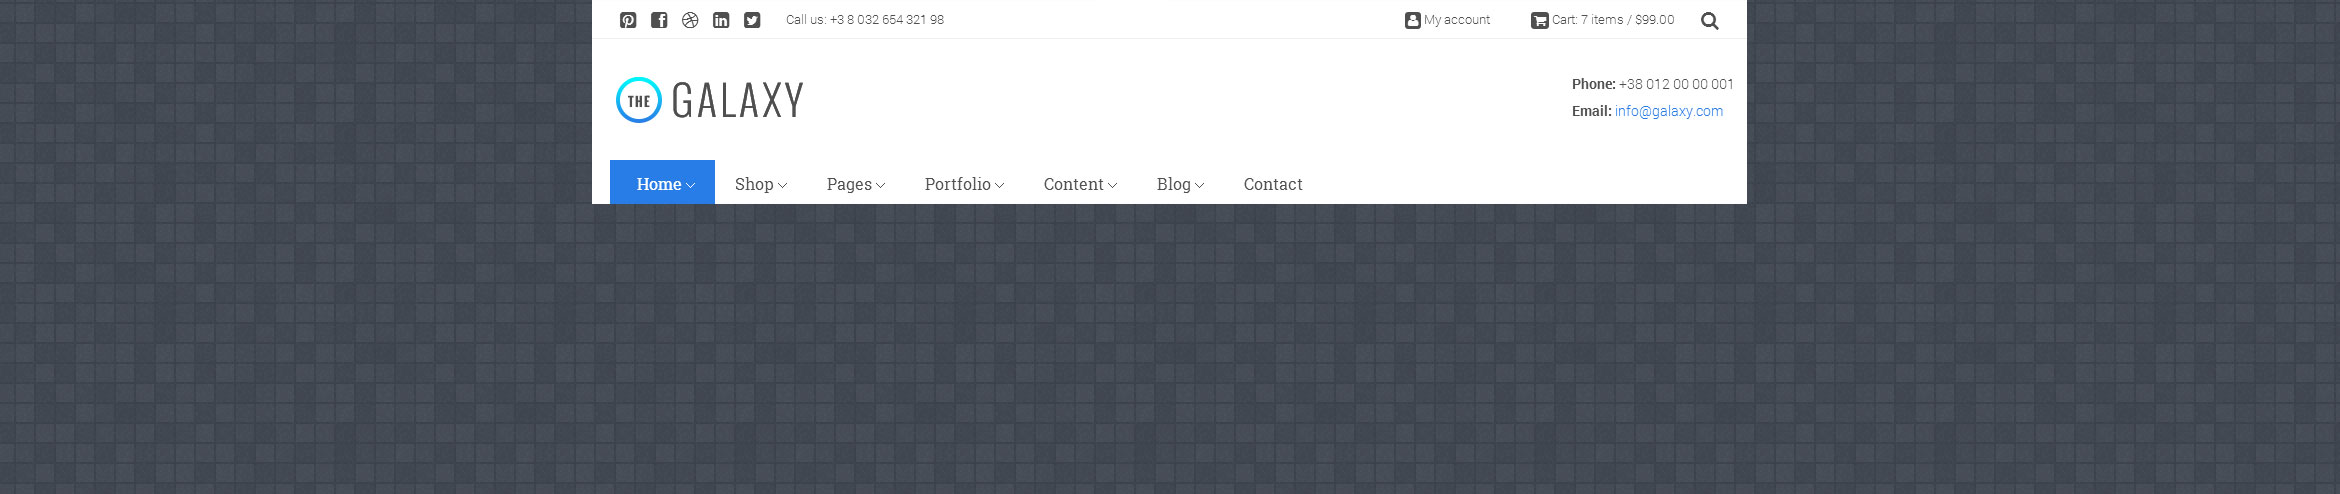 Call us: +3 8 032 654 321 98
My account
Cart: 7 items / $99.00
THE GALAXY
Phone: +38 012 00 00 001
Email: info@galaxy.com
Home Shop Pages Portfolio Content Blog Contact